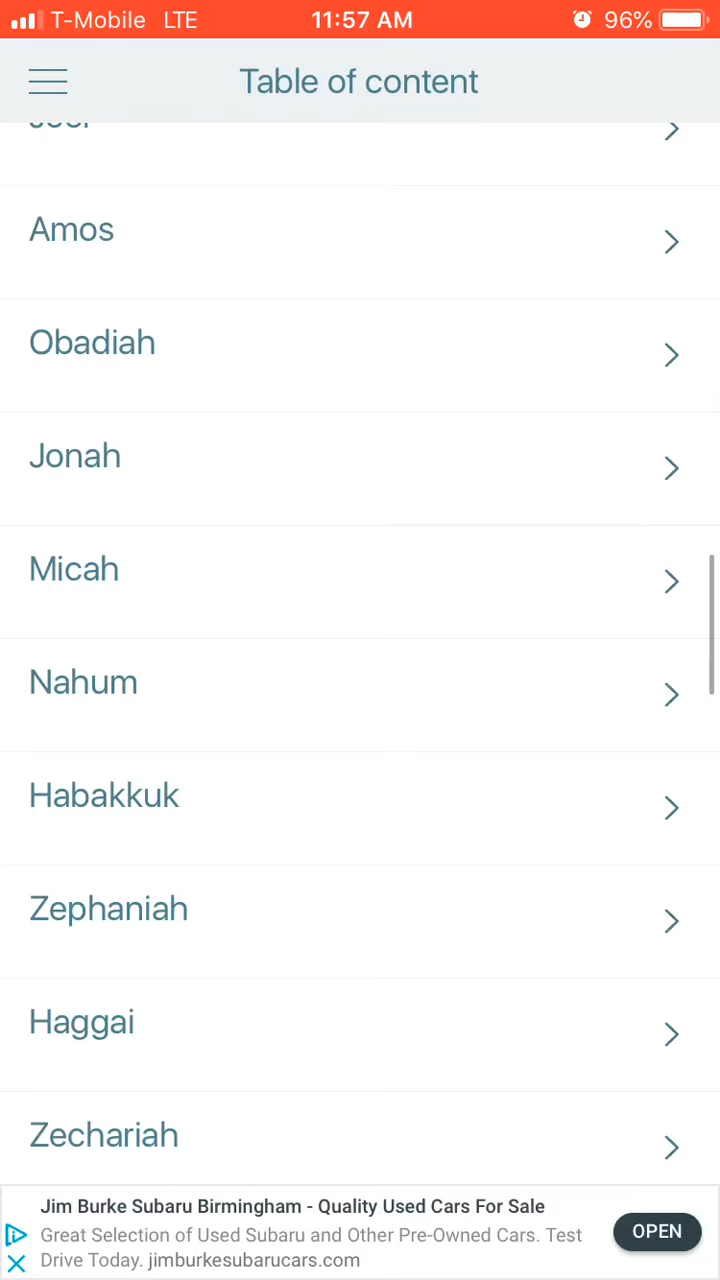 T-Mobile LTE 11:57 AM 96%
Table of content
Amos
Obadiah
Jonah
Micah
Nahum
Habakkuk
Zephaniah
Haggai
Zechariah
Jim Burke Subaru Birmingham - Quality Used Cars For Sale
Great Selection of Used Subaru and Other Pre-Owned Cars. Test
Drive Today. jimburkesubarucars.com
OPEN